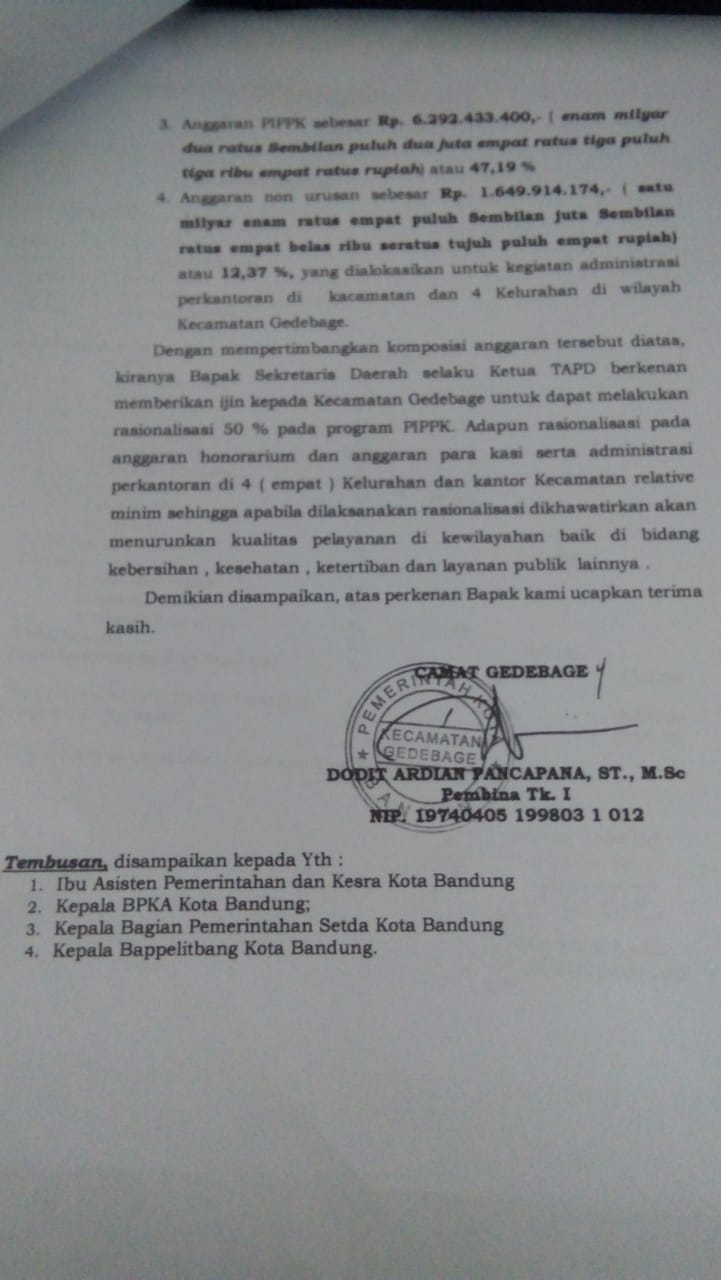 3. Anggaran PIPPK sebesar Rp. 6.292.433.400,- ( enam milyar
dua ratus Sembilan puluh dua juta empat ratus tiga puluh
tiga ribu empat ratus rupiah) atau 47,19 %
4. Anggaran non urusan sebesar Rp. 1.649.914.174,- ( satu
milyar enam ratus empat puluh Sembilan juta Sembilan
ratus empat belas ribu seratus tujuh puluh empat rupiah)
atau 12,37 %, yang dialokasikan untuk kegiatan administrasi
perkantoran di kacamatan dan 4 Kelurahan di wilayah
Kecamatan Gedebage.
Dengan mempertimbangkan komposisi anggaran tersebut diatas,
kiranya Bapak Sekretaris Daerah selaku Ketua TAPD berkenan
memberikan ijin kepada Kecamatan Gedebage untuk dapat melakukan
rasionalisasi 50 % pada program PIPPK. Adapun rasionalisasi pada
anggaran honorarium dan anggaran para kasi serta administrasi
perkantoran di 4 ( empat ) Kelurahan dan kantor Kecamatan relative
minim sehingga apabila dilaksanakan rasionalisasi dikhawatirkan akan
menurunkan kualitas pelayanan di kewilayahan baik di bidang
kebersihan , kesehatan , ketertiban dan layanan publik lainnya .
Demikian disampaikan, atas perkenan Bapak kami ucapkan terima
kasih.
CAMAT GEDEBAGE
PEMERINTAH KOTA
KECAMATAN
GEDEBAGE
DODIT ARDIAN PANCAPANA, ST., M.Sc
Pembina Tk. I
NIP. 19740405 199803 1 012
Tembusan, disampaikan kepada Yth :
1. Ibu Asisten Pemerintahan dan Kesra Kota Bandung
2. Kepala BPKA Kota Bandung;
3. Kepala Bagian Pemerintahan Setda Kota Bandung
4. Kepala Bappelitbang Kota Bandung.